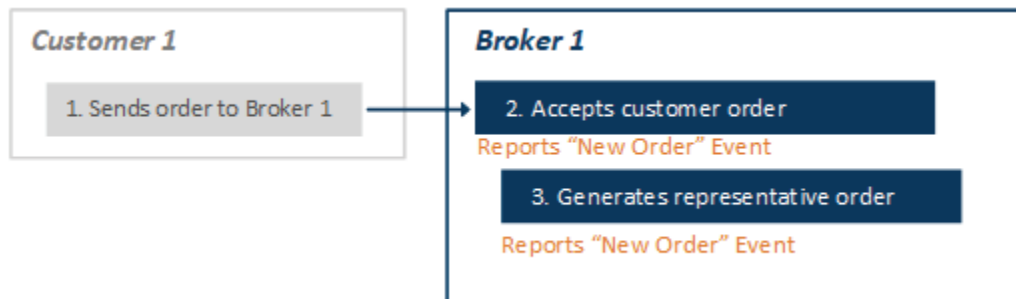 Customer 1
1. Sends order to Broker 1
Broker 1
2. Accepts customer order
Reports “New Order” Event
3. Generates representative order
Reports “New Order” Event